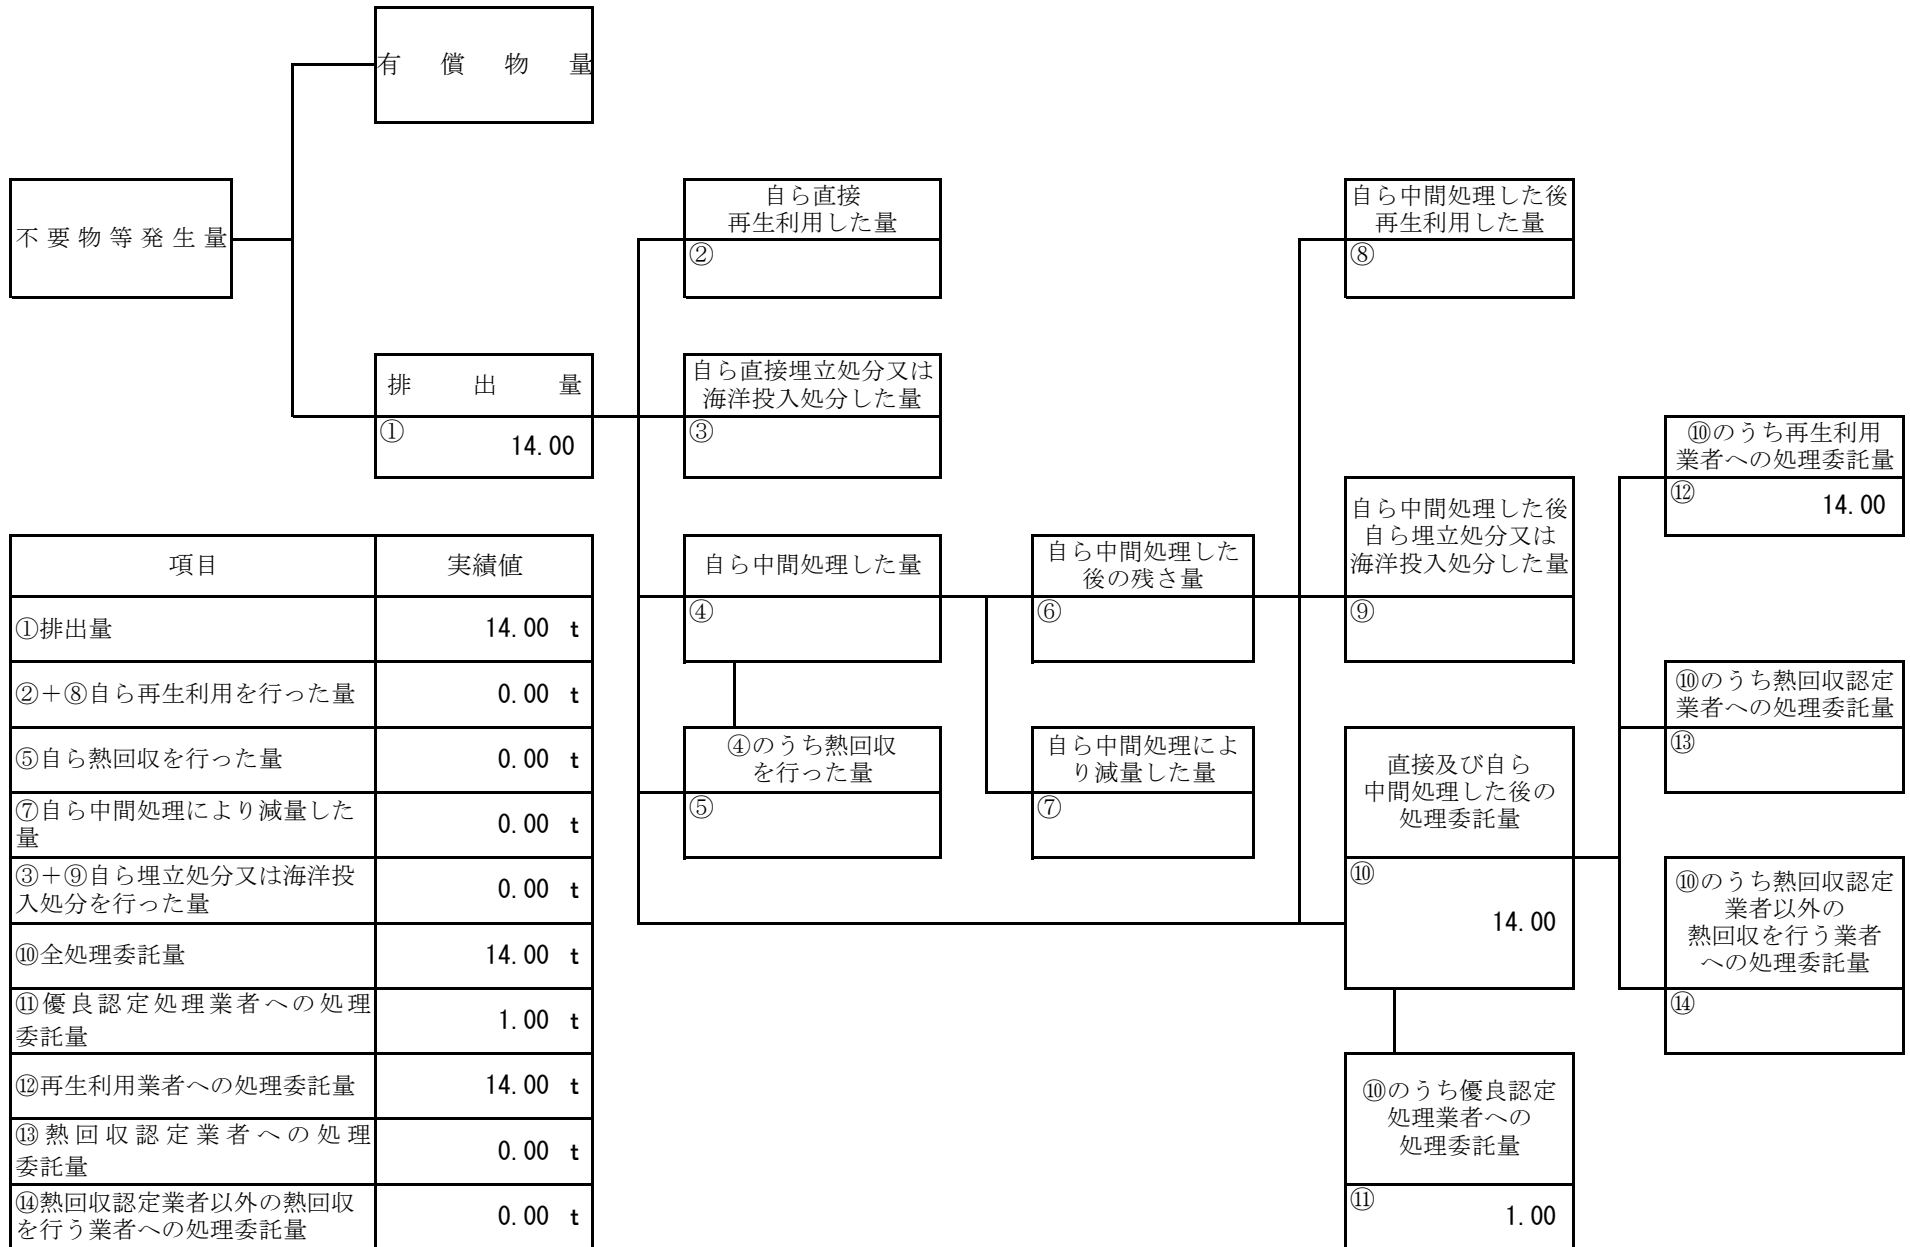 有償物量
不要物等発生量
自ら直接
再生利用した量
②
自ら中間処理した後
再生利用した量
⑧
排出量
①
14.00
自ら直接埋立処分又は
海洋投入処分した量
③
⑩のうち再生利用
業者への処理委託量
⑫
14.00
自ら中間処理した量
④
自ら中間処理した
後の残さ量
⑥
自ら中間処理した後
自ら埋立処分又は
海洋投入処分した量
⑨
④のうち熱回収
を行った量
⑤
自ら中間処理によ
り減量した量
⑦
直接及び自ら
中間処理した後の
処理委託量
⑩
14.00
⑩のうち熱回収認定
業者への処理委託量
⑬
⑩のうち熱回収認定
業者以外の
熱回収を行う業者
への処理委託量
⑭
⑩のうち優良認定
処理業者への
処理委託量
⑪
1.00
項目 実績値
①排出量 14.00 t
②+⑧自ら再生利用を行った量 0.00 t
⑤自ら熱回収を行った量 0.00 t
⑦自ら中間処理により減量した
量 0.00 t
③+⑨自ら埋立処分又は海洋投
入処分を行った量 0.00 t
⑩全処理委託量 14.00 t
⑪優良認定処理業者への処理
委託量 1.00 t
⑫再生利用業者への処理委託量 14.00 t
⑬熱回収認定業者への処理
委託量 0.00 t
⑭熱回収認定業者以外の熱回収
を行う業者への処理委託量 0.00 t